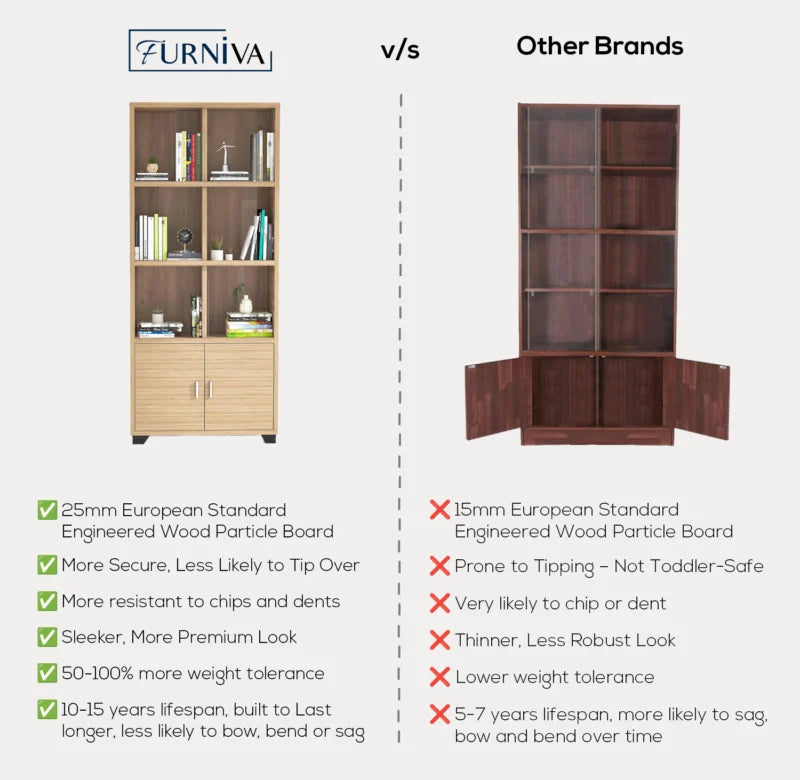 FURNiVA
v/s
Other Brands
✅ 25mm European Standard
Engineered Wood Particle Board
✅ More Secure, Less Likely to Tip Over
✅ More resistant to chips and dents
✅ Sleeker, More Premium Look
✅ 50-100% more weight tolerance
✅ 10-15 years lifespan, built to Last
longer, less likely to bow, bend or sag
❌ 15mm European Standard
Engineered Wood Particle Board
❌ Prone to Tipping – Not Toddler-Safe
❌ Very likely to chip or dent
❌ Thinner, Less Robust Look
❌ Lower weight tolerance
❌ 5-7 years lifespan, more likely to sag,
bow and bend over time